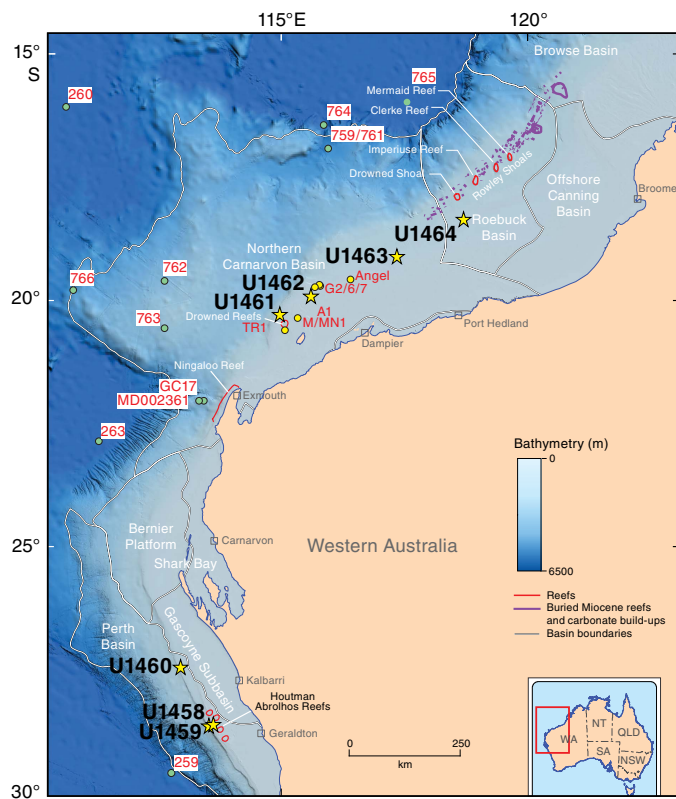 115°E
120°
15°
S
Browse Basin
260
765
Mermaid Reef
764
Clerke Reef
759/761
Imperiuse Reef
Drowned Shoal
Rowley Shoals
Offshore
Canning
Basin
Broome
U1464
Roebuck
Basin
Northern
Carnarvon Basin
U1463
762
766
Angel
U1462
G2/6/7
20°
U1461
A1
Drowned Reefs
M/MN1
763
TR1
Port Hedland
Dampier
Ningaloo Reef
GC17
MD002361
Exmouth
263
Bathymetry (m)
0
6500
25°
Bernier
Platform
Carnarvon
Western Australia
Shark Bay
Reefs
Buried Miocene reefs
and carbonate build-ups
Basin boundaries
Gascoyne Subbasin
Perth
Basin
U1460
Kalbarri
Houtman
Abrolhos Reefs
U1458
U1459
Geraldton
0
250
km
259
30°
WA
NT
QLD
SA
NSW